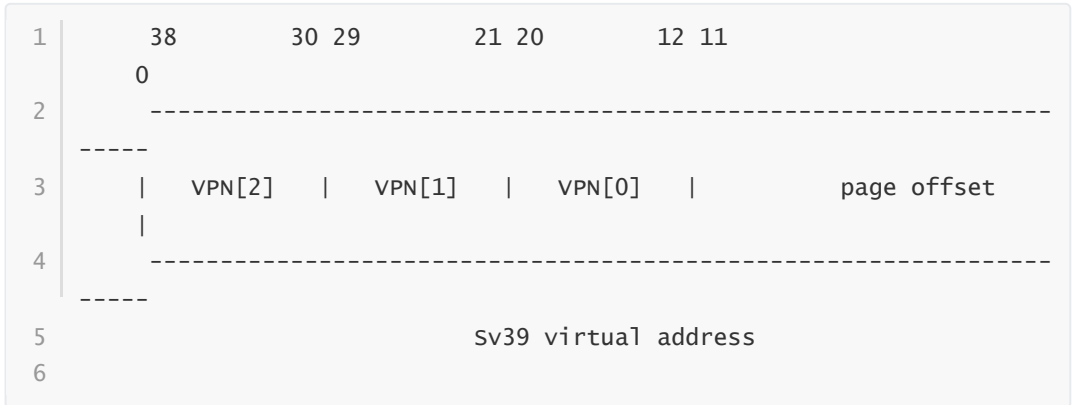 1 38 30 29 21 20 12 11
0
2 ----------------------------------------------------------------
-----
3 | VPN[2] | VPN[1] | VPN[0] | page offset
|
4 ----------------------------------------------------------------
-----
5 Sv39 virtual address
6